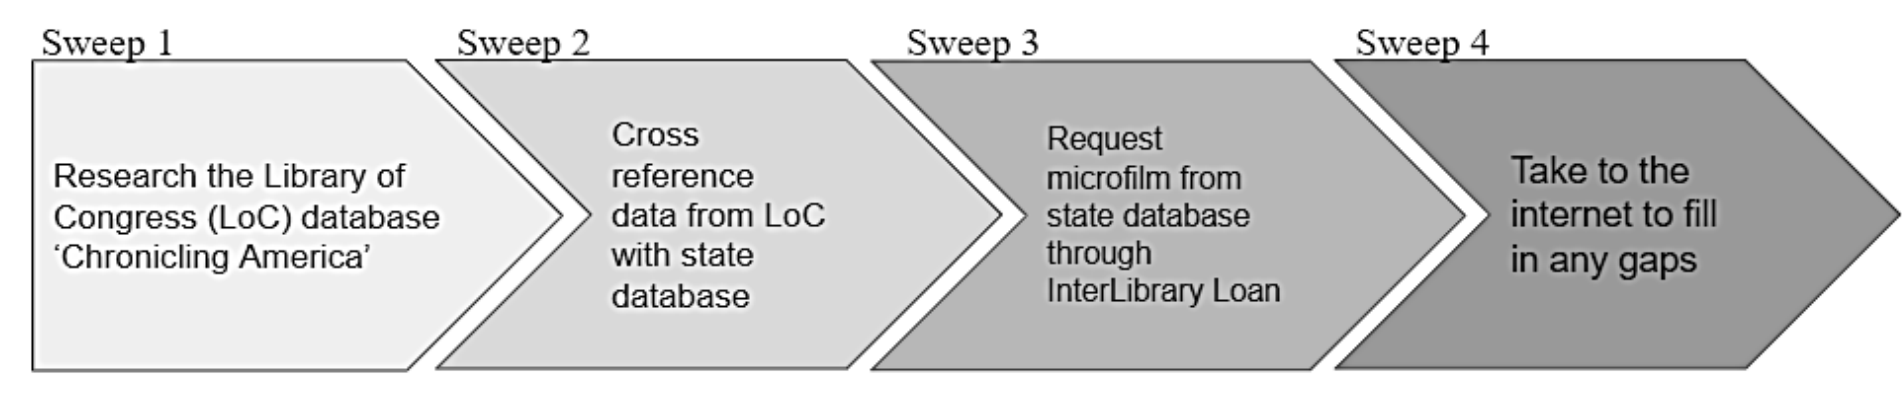 Sweep 1
Research the Library of
Congress (LoC) database
‘Chronicling America’
Sweep 2
Cross
reference
data from LoC
with state
database
Sweep 3
Request
microfilm from
state database
through
InterLibrary Loan
Sweep 4
Take to the
internet to fill
in any gaps